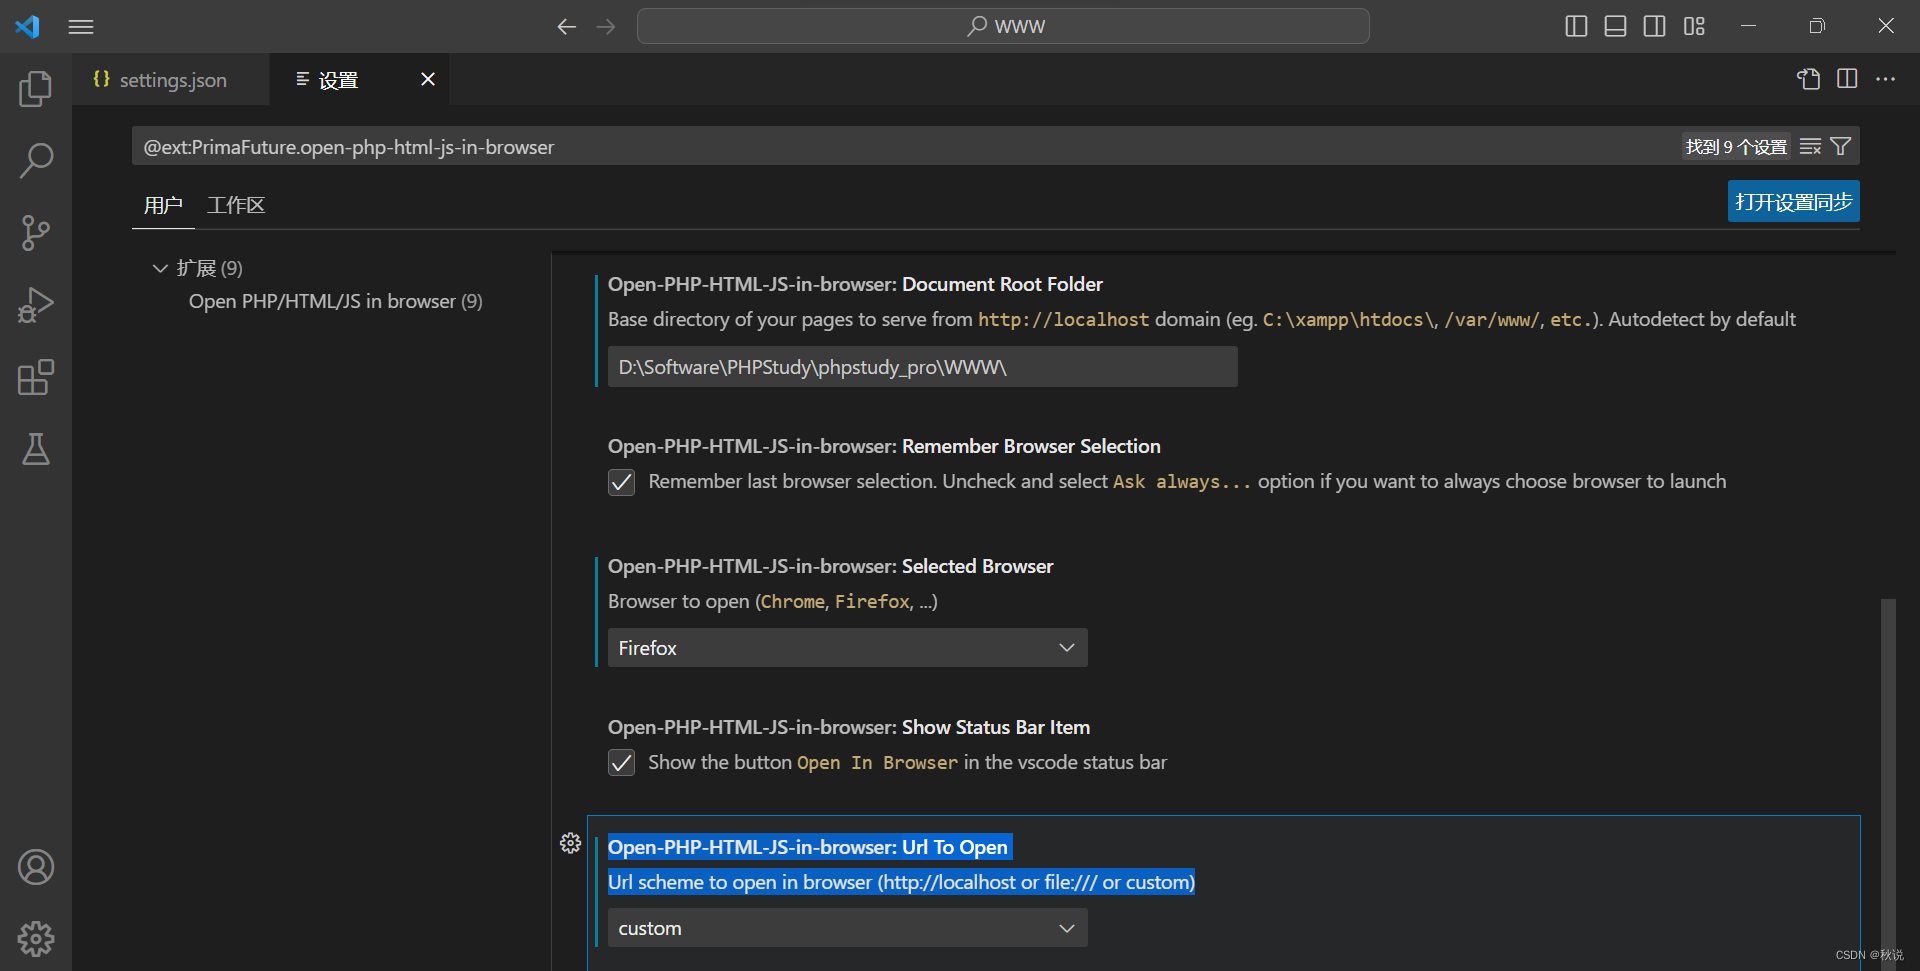 WWW
{} settings.json
设置
@ext:PrimaFuture.open-php-html-js-in-browser
找到 9 个设置
用户 工作区
打开设置同步
扩展 (9)
Open PHP/HTML/JS in browser (9)
Open-PHP-HTML-JS-in-browser: Document Root Folder
Base directory of your pages to serve from http://localhost domain (eg. C:\xampp\htdocs\, /var/www/, etc.). Autodetect by default
D:\Software\PHPStudy\phpstudy_pro\WWW\
Open-PHP-HTML-JS-in-browser: Remember Browser Selection
Remember last browser selection. Uncheck and select Ask always... option if you want to always choose browser to launch
Open-PHP-HTML-JS-in-browser: Selected Browser
Browser to open (Chrome, Firefox, ...)
Firefox
Open-PHP-HTML-JS-in-browser: Show Status Bar Item
Show the button Open In Browser in the vscode status bar
Open-PHP-HTML-JS-in-browser: Url To Open
Url scheme to open in browser (http://localhost or file:/// or custom)
custom
CSDN @秋说